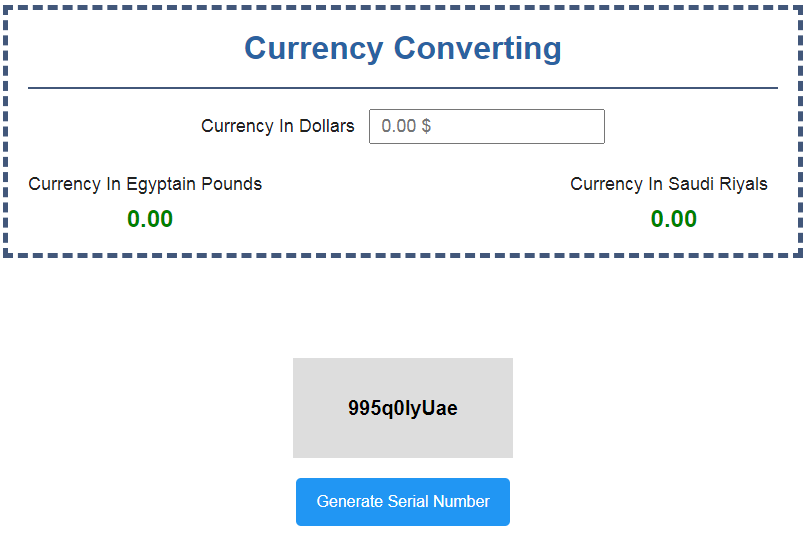 Currency Converting
Currency In Dollars 0.00 $
Currency In Egyptain Pounds
0.00
Currency In Saudi Riyals
0.00
995q0lyUae
Generate Serial Number